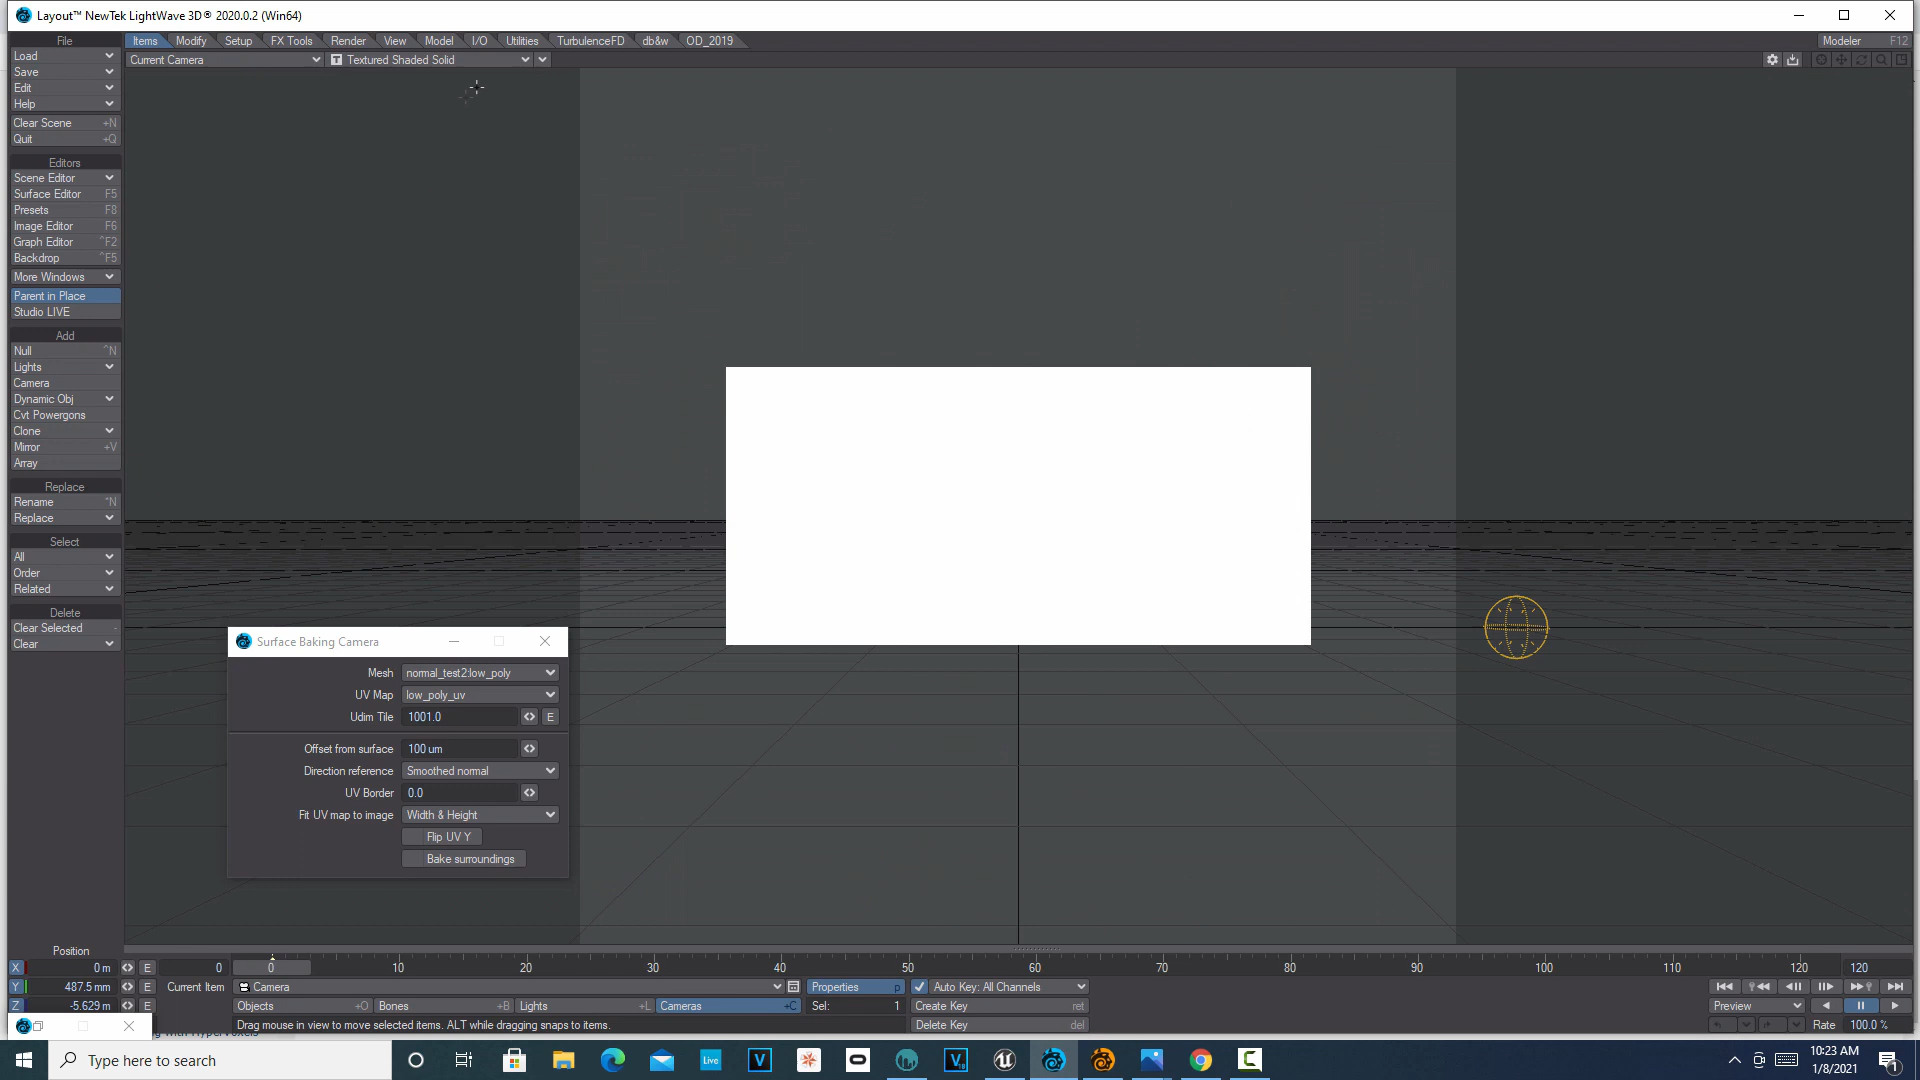 Layout™ NewTek LightWave 3D® 2020.0.2 (Win64)
File
Items Modify Setup FX Tools Render View Model I/O Utilities TurbulenceFD db&w OD_2019
Modeler F12
Load
Current Camera
T Textured Shaded Solid
Save
Edit
Help
Clear Scene +N
Quit +Q
Editors
Scene Editor
Surface Editor F5
Presets F8
Image Editor F6
Graph Editor ^F2
Backdrop ^F5
More Windows
Parent in Place
Studio LIVE
Add
Null ^N
Lights
Camera
Dynamic Obj
Cvt Powergons
Clone
Mirror +V
Array
Replace
Rename ^N
Replace
Select
All
Order
Related
Delete
Clear Selected -
Clear
Surface Baking Camera
Mesh normal_test2:low_poly
UV Map low_poly_uv
Udim Tile 1001.0 E
Offset from surface 100 um
Direction reference Smoothed normal
UV Border 0.0
Fit UV map to image Width & Height
Flip UV Y
Bake surroundings
Position
X 0 m E 0
0 10 20 30 40 50 60 70 80 90 100 110 120 120
Y 487.5 mm E Current Item Camera Properties p Auto Key: All Channels
Z -5.629 m E Objects +O Bones +B Lights +L Cameras +C Sel: 1 Create Key ret Preview
Drag mouse in view to move selected items. ALT while dragging snaps to items. Delete Key del Rate 100.0 %
Type here to search
Live
V
V
10:23 AM
1/8/2021
1